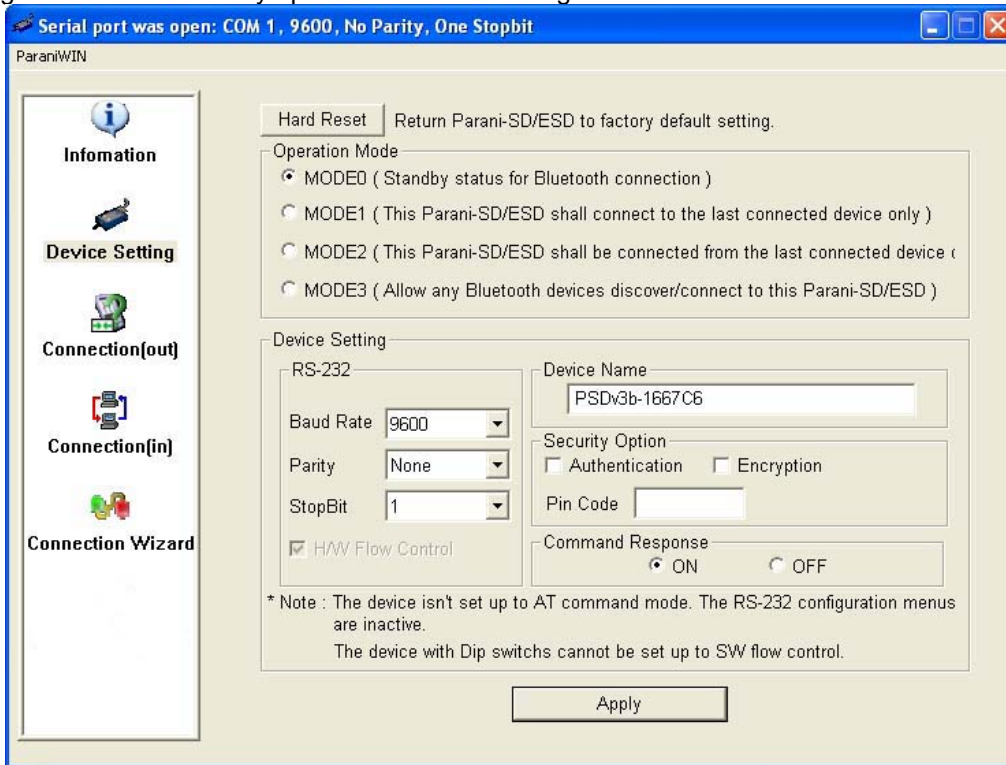 Serial port was open: COM 1, 9600, No Parity, One Stopbit
ParaniWIN
Infomation
Device Setting
Connection(out)
Connection(in)
Connection Wizard
Hard Reset Return Parani-SD/ESD to factory default setting.
Operation Mode
MODE0 ( Standby status for Bluetooth connection )
MODE1 ( This Parani-SD/ESD shall connect to the last connected device only )
MODE2 ( This Parani-SD/ESD shall be connected from the last connected device
MODE3 ( Allow any Bluetooth devices discover/connect to this Parani-SD/ESD )
Device Setting
RS-232
Baud Rate 9600
Parity None
StopBit 1
H/W Flow Control
Device Name
PSDv3b-1667C6
Security Option
Authentication Encryption
Pin Code
Command Response
ON OFF
* Note : The device isn't set up to AT command mode. The RS-232 configuration menus
are inactive.
The device with Dip switchs cannot be set up to SW flow control.
Apply